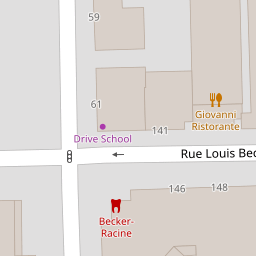 59
61
Drive School
141
Giovanni
Ristorante
Rue Louis Bec
146
148
Becker-
Racine